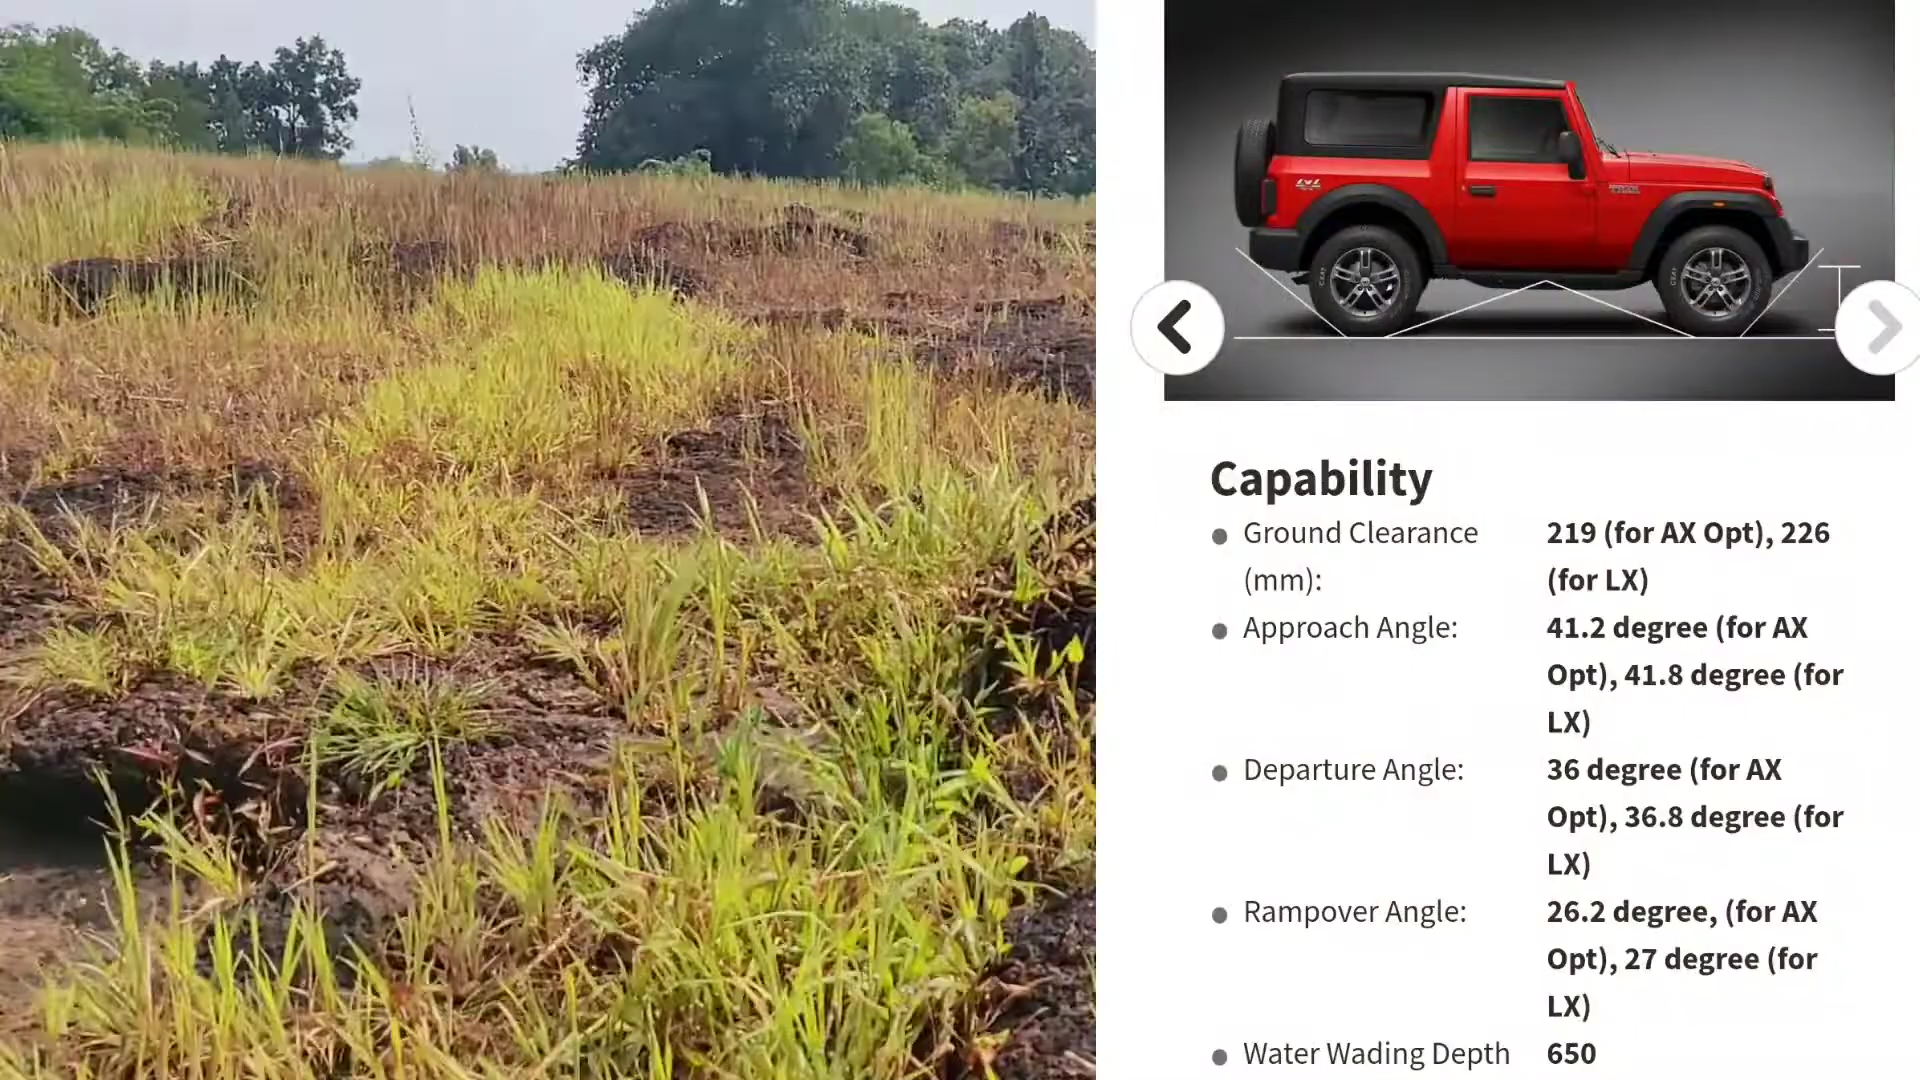 Capability
Ground Clearance (mm): 219 (for AX Opt), 226 (for LX)
Approach Angle: 41.2 degree (for AX Opt), 41.8 degree (for LX)
Departure Angle: 36 degree (for AX Opt), 36.8 degree (for LX)
Rampover Angle: 26.2 degree, (for AX Opt), 27 degree (for LX)
Water Wading Depth 650